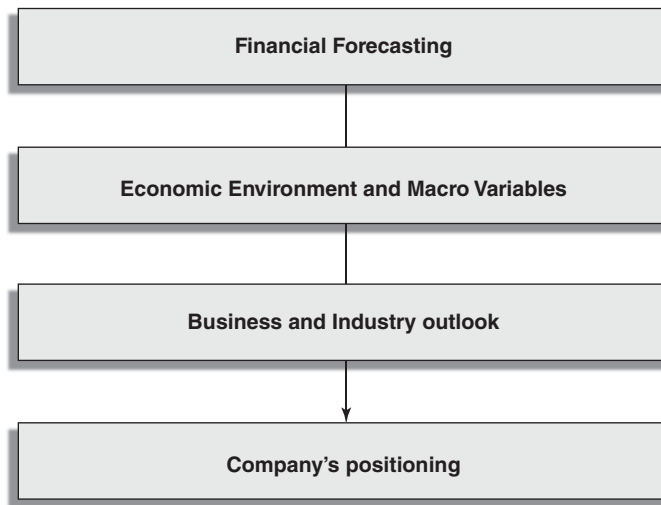 Financial Forecasting
Economic Environment and Macro Variables
Business and Industry outlook
Company’s positioning